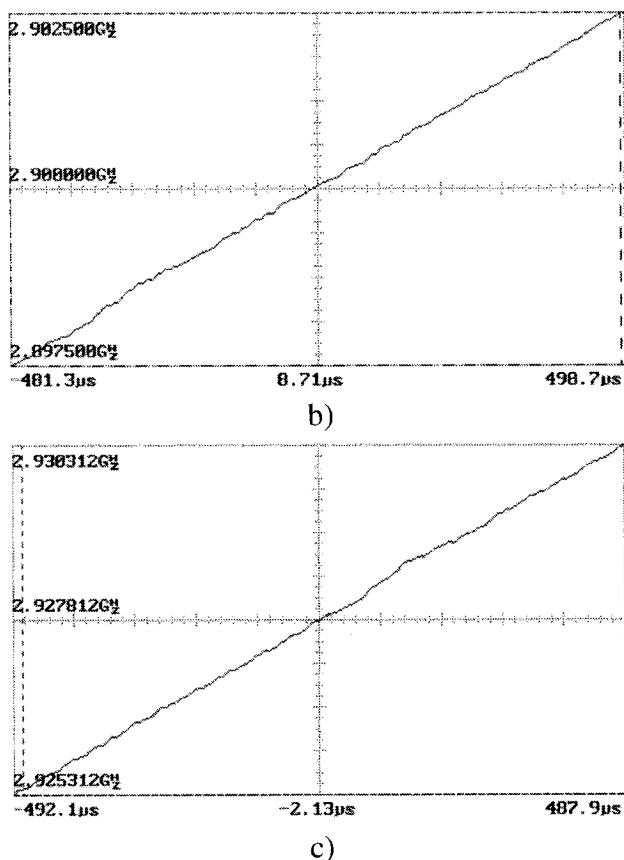 2.902500GHz
2.900000GHz
2.897500GHz
-481.3µs 8.71µs 498.7µs
b)
2.930312GHz
2.927812GHz
2.925312GHz
-492.1µs -2.13µs 487.9µs
c)